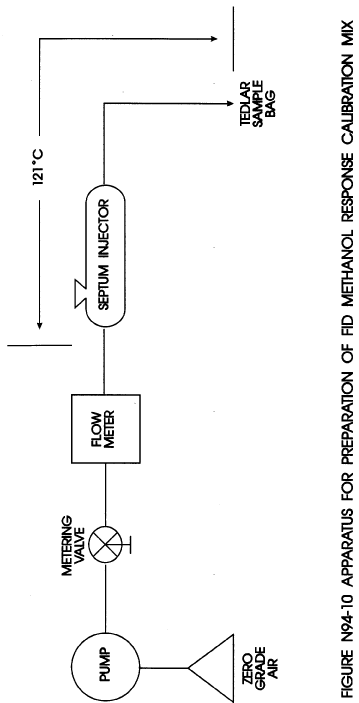 121°C
ZERO
GRADE
AIR
PUMP
METERING
VALVE
FLOW
METER
SEPTUM INJECTOR
TEDLAR
SAMPLE
BAG
FIGURE N94-10 APPARATUS FOR PREPARATION OF FID METHANOL RESPONSE CALIBRATION MIX